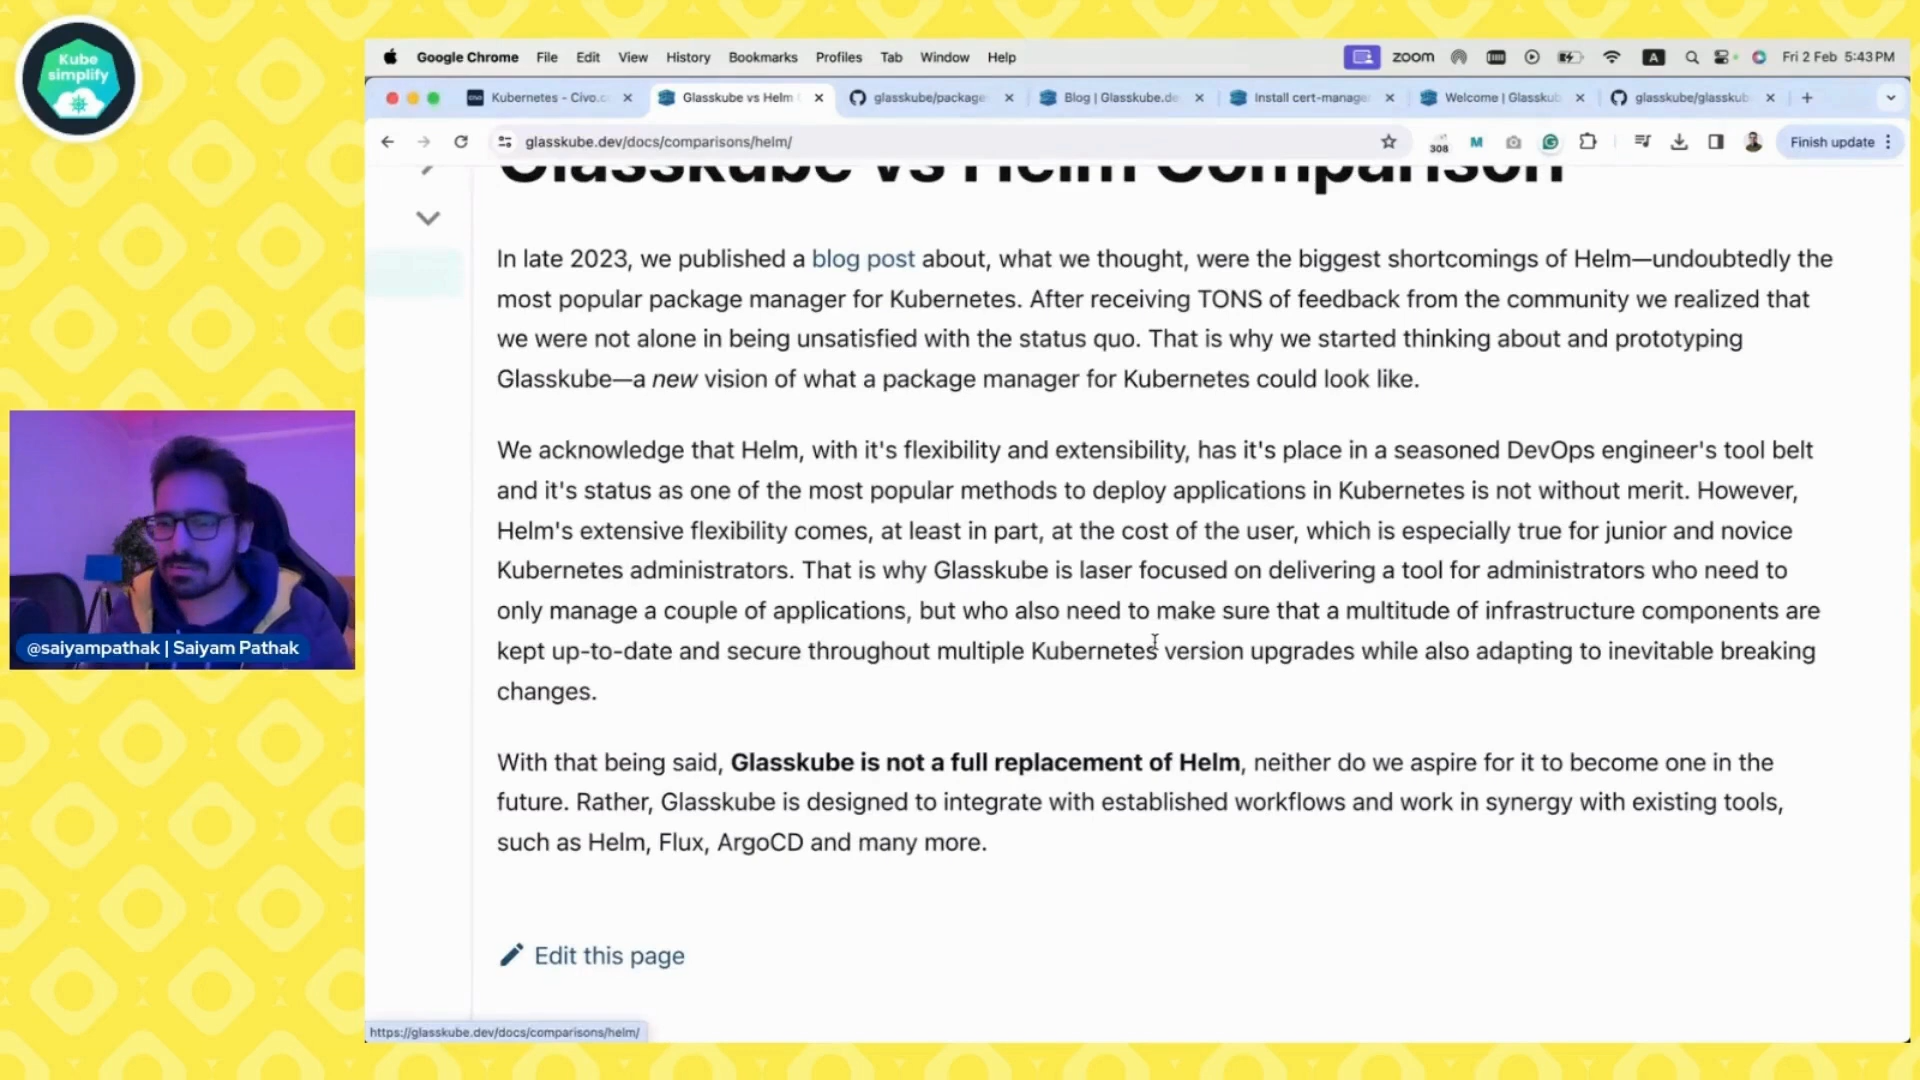 Kube
simplify
Google Chrome File Edit View History Bookmarks Profiles Tab Window Help
zoom
A
Fri 2 Feb 5:43 PM
Kubernetes - Civo.c
Glasskube vs Helm
glasskube/package
Blog | Glasskube.de
Install cert-manage
Welcome | Glasskub
glasskube/glasskub
glasskube.dev/docs/comparisons/helm/
308
M
Finish update
Glasskube vs Helm Comparison
In late 2023, we published a blog post about, what we thought, were the biggest shortcomings of Helm—undoubtedly the
most popular package manager for Kubernetes. After receiving TONS of feedback from the community we realized that
we were not alone in being unsatisfied with the status quo. That is why we started thinking about and prototyping
Glasskube—a new vision of what a package manager for Kubernetes could look like.
We acknowledge that Helm, with it's flexibility and extensibility, has it's place in a seasoned DevOps engineer's tool belt
and it's status as one of the most popular methods to deploy applications in Kubernetes is not without merit. However,
Helm's extensive flexibility comes, at least in part, at the cost of the user, which is especially true for junior and novice
Kubernetes administrators. That is why Glasskube is laser focused on delivering a tool for administrators who need to
only manage a couple of applications, but who also need to make sure that a multitude of infrastructure components are
kept up-to-date and secure throughout multiple Kubernetes version upgrades while also adapting to inevitable breaking
changes.
With that being said, Glasskube is not a full replacement of Helm, neither do we aspire for it to become one in the
future. Rather, Glasskube is designed to integrate with established workflows and work in synergy with existing tools,
such as Helm, Flux, ArgoCD and many more.
Edit this page
https://glasskube.dev/docs/comparisons/helm/
@saiyampathak | Saiyam Pathak